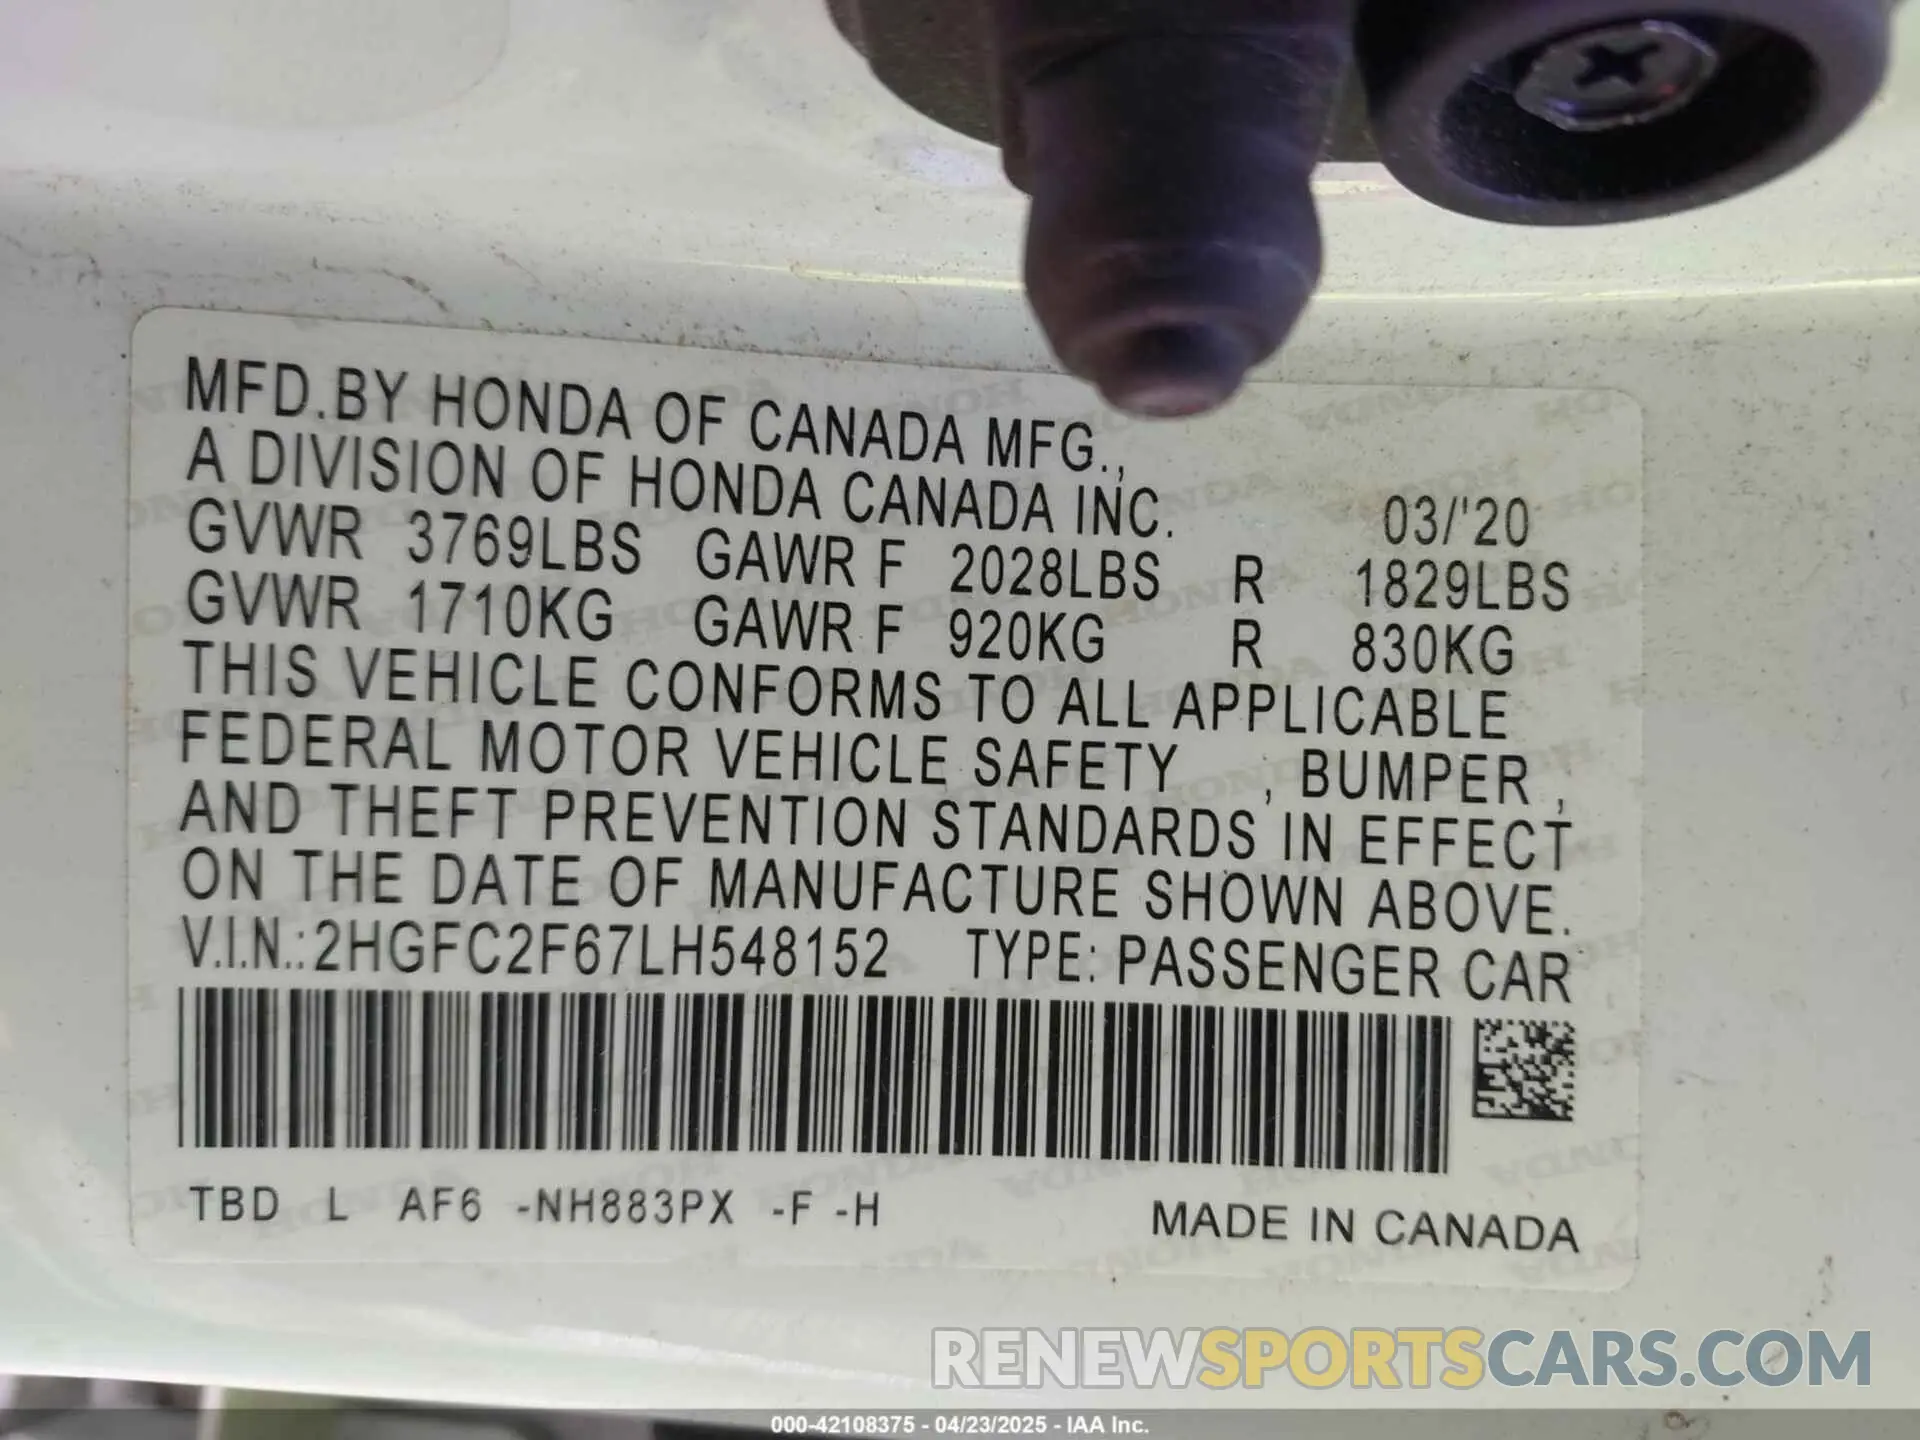 MFD.BY HONDA OF CANADA MFG.,
A DIVISION OF HONDA CANADA INC. 03/'20
GVWR 3769LBS GAWR F 2028LBS R 1829LBS
GVWR 1710KG GAWR F 920KG R 830KG
THIS VEHICLE CONFORMS TO ALL APPLICABLE
FEDERAL MOTOR VEHICLE SAFETY , BUMPER ,
AND THEFT PREVENTION STANDARDS IN EFFECT
ON THE DATE OF MANUFACTURE SHOWN ABOVE.
V.I.N.:2HGFC2F67LH548152 TYPE: PASSENGER CAR
TBD L AF6 -NH883PX -F -H MADE IN CANADA
RENEWSPORTSCARS.COM
000-42108375 - 04/23/2025 - IAA Inc.